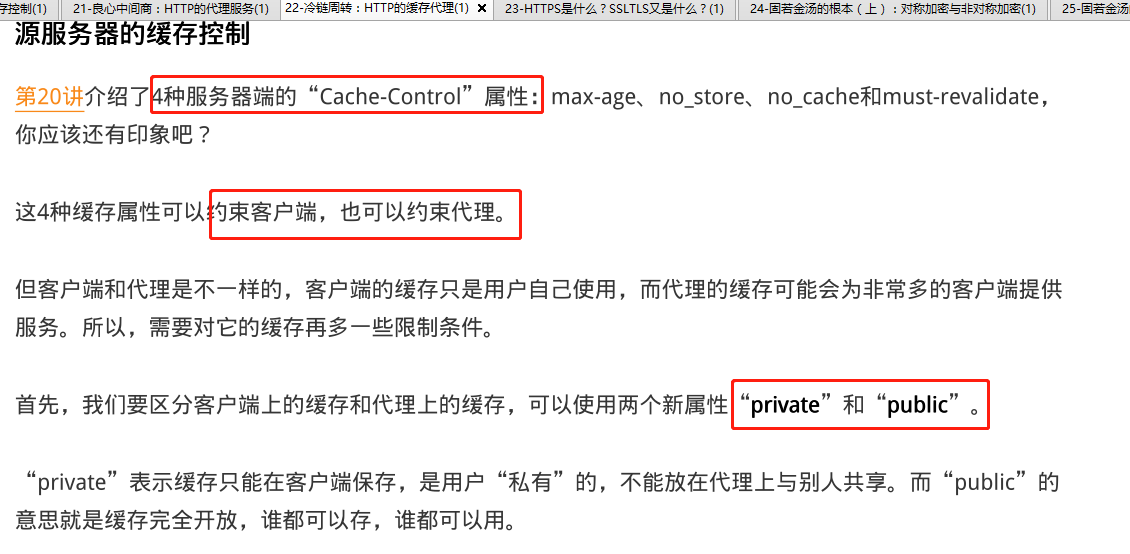 存控制(1)
21-良心中间商：HTTP的代理服务(1)
22-冷链周转：HTTP的缓存代理(1)
23-HTTPS是什么？SSLTLS又是什么？(1)
24-固若金汤的根本（上）：对称加密与非对称加密(1)
25-固若金汤
源服务器的缓存控制
第20讲介绍了4种服务器端的“Cache-Control”属性：max-age、no_store、no_cache和must-revalidate，
你应该还有印象吧？
这4种缓存属性可以约束客户端，也可以约束代理。
但客户端和代理是不一样的，客户端的缓存只是用户自己使用，而代理的缓存可能会为非常多的客户端提供
服务。所以，需要对它的缓存再多一些限制条件。
首先，我们要区分客户端上的缓存和代理上的缓存，可以使用两个新属性“private”和“public”。
“private”表示缓存只能在客户端保存，是用户“私有”的，不能放在代理上与别人共享。而“public”的
意思就是缓存完全开放，谁都可以存，谁都可以用。